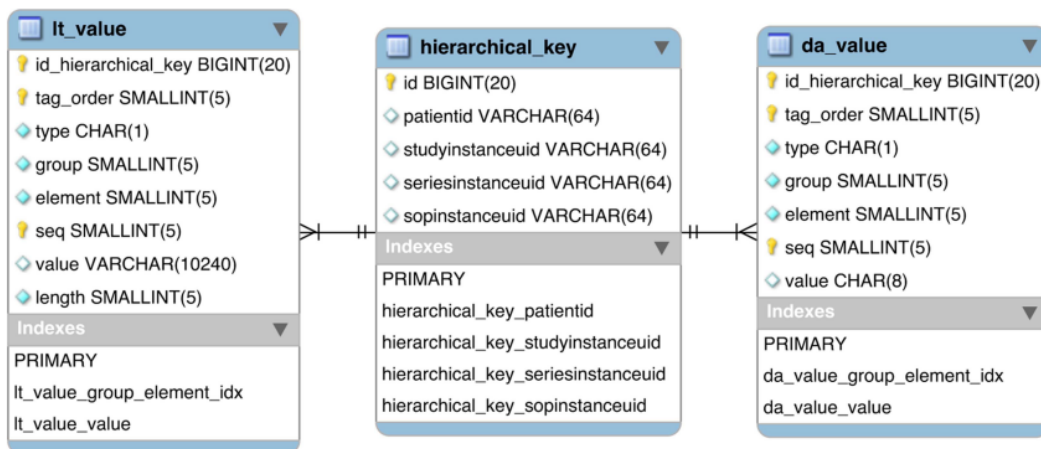 lt_value
id_hierarchical_key BIGINT(20)
tag_order SMALLINT(5)
type CHAR(1)
group SMALLINT(5)
element SMALLINT(5)
seq SMALLINT(5)
value VARCHAR(10240)
length SMALLINT(5)
Indexes
PRIMARY
lt_value_group_element_idx
lt_value_value
hierarchical_key
id BIGINT(20)
patientid VARCHAR(64)
studyinstanceuid VARCHAR(64)
seriesinstanceuid VARCHAR(64)
sopinstanceuid VARCHAR(64)
Indexes
PRIMARY
hierarchical_key_patientid
hierarchical_key_studyinstanceuid
hierarchical_key_seriesinstanceuid
hierarchical_key_sopinstanceuid
da_value
id_hierarchical_key BIGINT(20)
tag_order SMALLINT(5)
type CHAR(1)
group SMALLINT(5)
element SMALLINT(5)
seq SMALLINT(5)
value CHAR(8)
Indexes
PRIMARY
da_value_group_element_idx
da_value_value